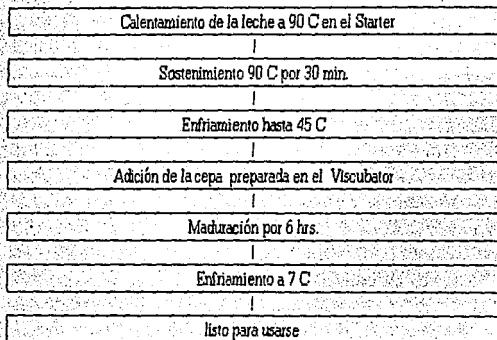 Calentamiento de la leche a 90 C en el Starter
Sostenimiento 90 C por 30 min.
Enfriamiento hasta 45 C
Adición de la cepa preparada en el Viscubator
Maduración por 6 hrs.
Enfriamiento a 7 C
listo para usarse